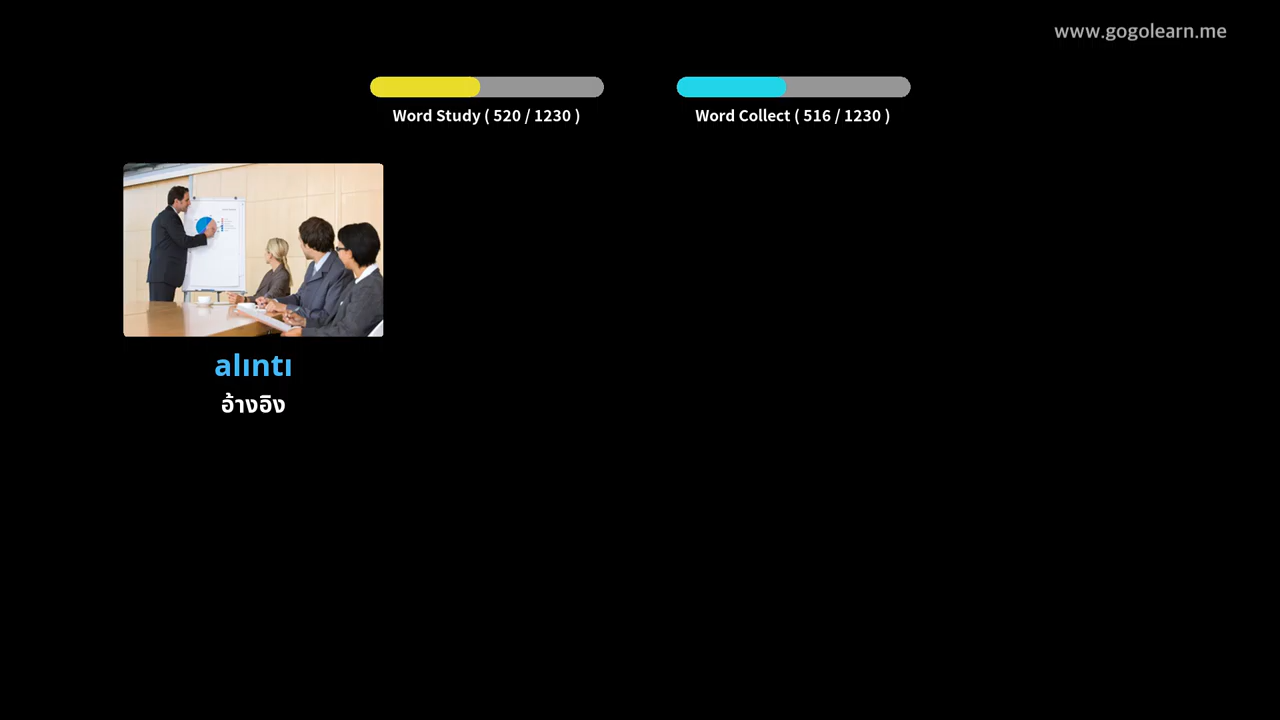 www.gogolearn.me
Word Study ( 520 / 1230 )
Word Collect ( 516 / 1230 )
alıntı
อ้างอิง